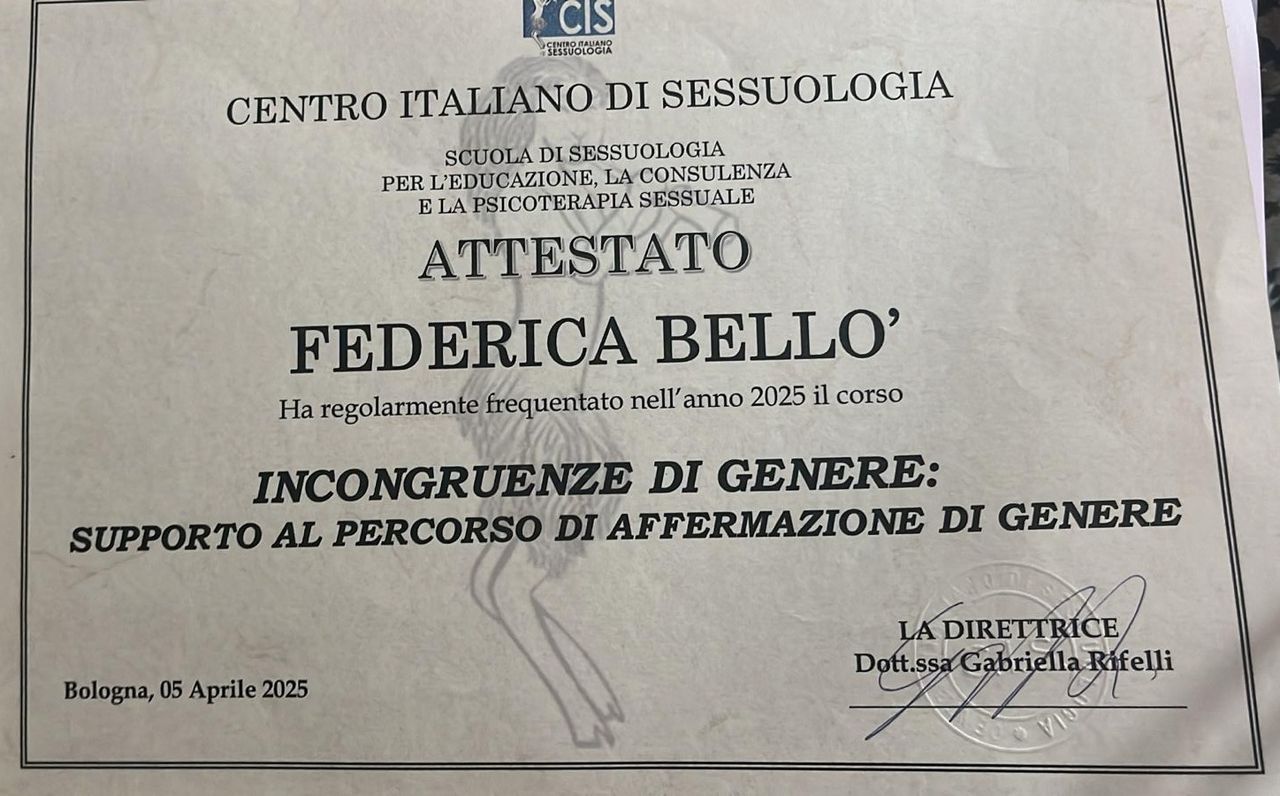 CIS
CENTRO ITALIANO
di SESSUOLOGIA
CENTRO ITALIANO DI SESSUOLOGIA
SCUOLA DI SESSUOLOGIA
PER L'EDUCAZIONE, LA CONSULENZA
E LA PSICOTERAPIA SESSUALE
ATTESTATO
FEDERICA BELLO'
Ha regolarmente frequentato nell'anno 2025 il corso
INCONGRUENZE DI GENERE:
SUPPORTO AL PERCORSO DI AFFERMAZIONE DI GENERE
LA DIRETTRICE
Dott.ssa Gabriella Rifelli
Bologna, 05 Aprile 2025